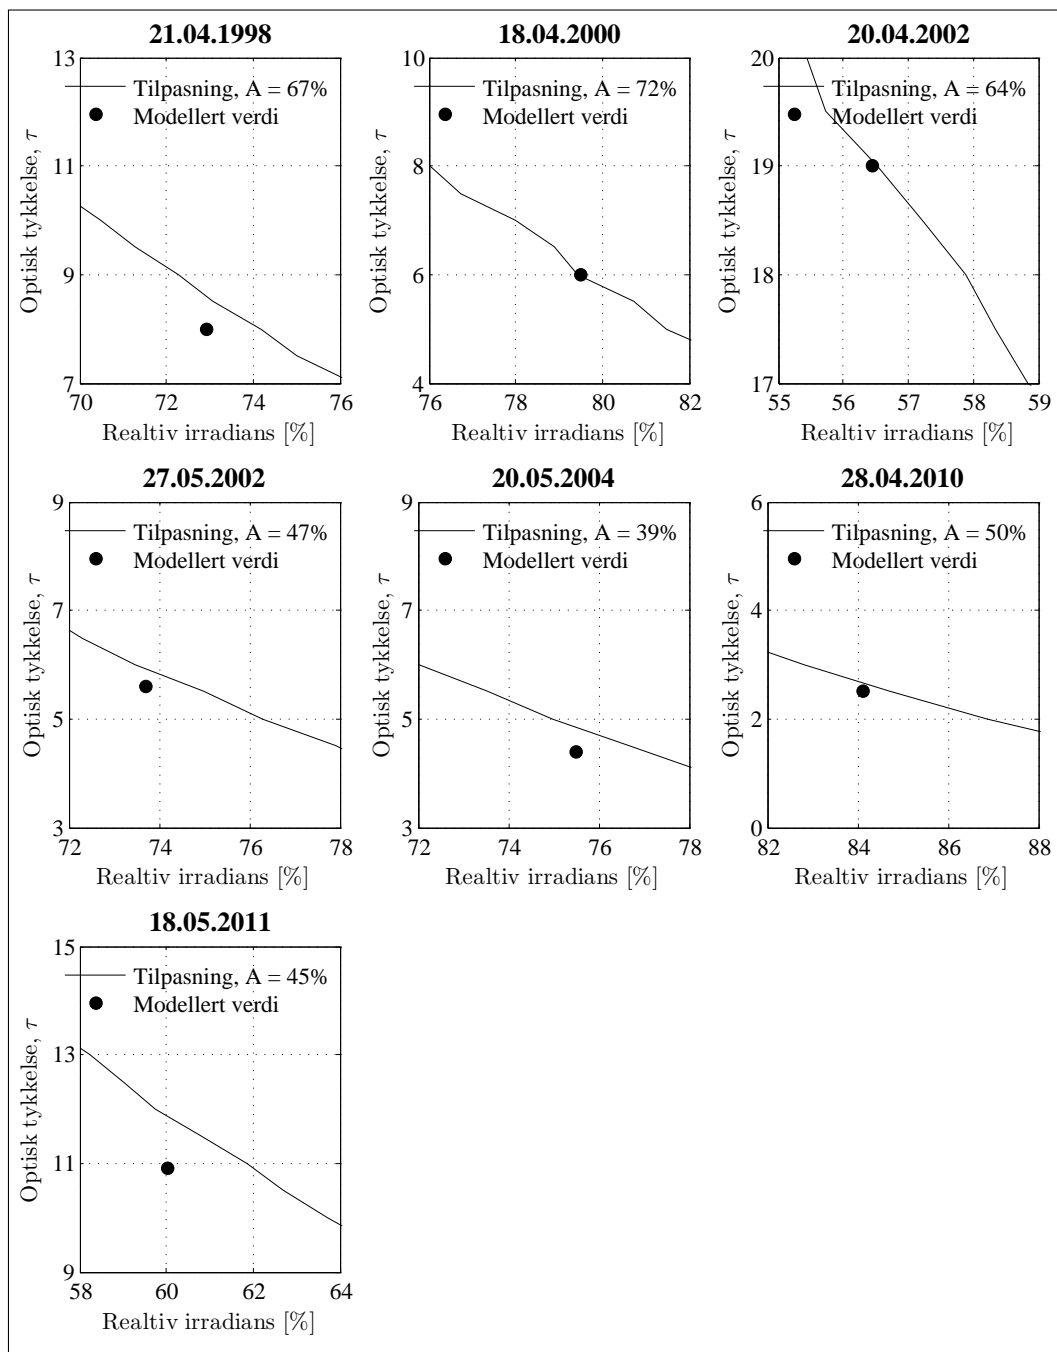 21.04.1998
13
11
9
7
Optisk tykkelse, τ
Tilpasning, A = 67%
Modellert verdi
70 72 74 76
Realtiv irradians [%]
18.04.2000
10
8
6
4
Optisk tykkelse, τ
Tilpasning, A = 72%
Modellert verdi
76 78 80 82
Realtiv irradians [%]
20.04.2002
20
19
18
17
Optisk tykkelse, τ
Tilpasning, A = 64%
Modellert verdi
55 56 57 58 59
Realtiv irradians [%]
27.05.2002
9
7
5
3
Optisk tykkelse, τ
Tilpasning, A = 47%
Modellert verdi
72 74 76 78
Realtiv irradians [%]
20.05.2004
9
7
5
3
Optisk tykkelse, τ
Tilpasning, A = 39%
Modellert verdi
72 74 76 78
Realtiv irradians [%]
28.04.2010
6
4
2
0
Optisk tykkelse, τ
Tilpasning, A = 50%
Modellert verdi
82 84 86 88
Realtiv irradians [%]
18.05.2011
15
13
11
9
Optisk tykkelse, τ
Tilpasning, A = 45%
Modellert verdi
58 60 62 64
Realtiv irradians [%]